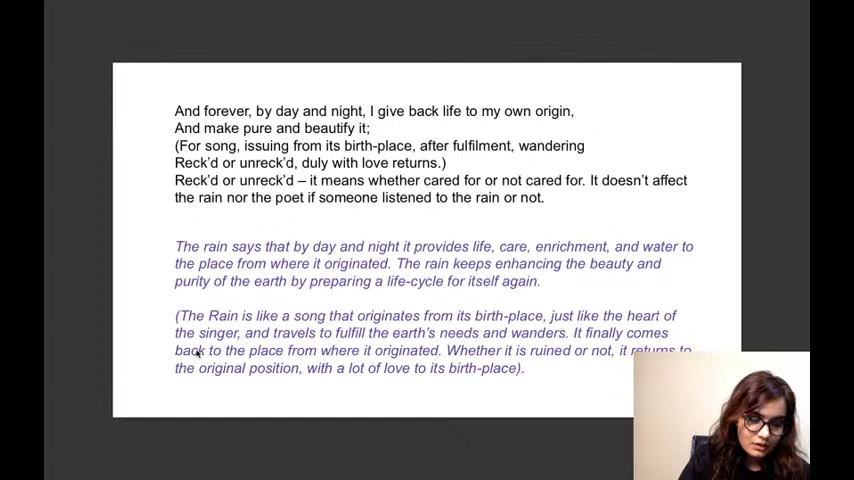 And forever, by day and night, I give back life to my own origin,
And make pure and beautify it;
(For song, issuing from its birth-place, after fulfilment, wandering
Reck’d or unreck’d, duly with love returns.)
Reck’d or unreck’d – it means whether cared for or not cared for. It doesn’t affect
the rain nor the poet if someone listened to the rain or not.
The rain says that by day and night it provides life, care, enrichment, and water to
the place from where it originated. The rain keeps enhancing the beauty and
purity of the earth by preparing a life-cycle for itself again.
(The Rain is like a song that originates from its birth-place, just like the heart of
the singer, and travels to fulfill the earth’s needs and wanders. It finally comes
back to the place from where it originated. Whether it is ruined or not, it returns to
the original position, with a lot of love to its birth-place).